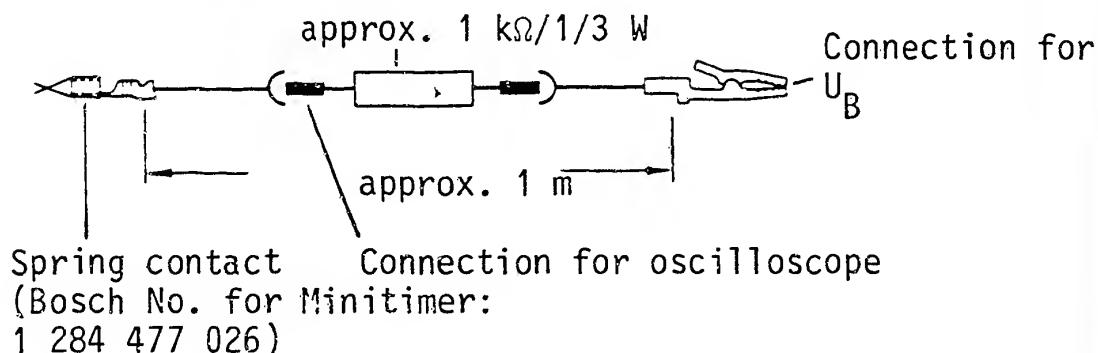 approx. 1 kΩ/1/3 W
Connection for
U_B
approx. 1 m
Spring contact
(Bosch No. for Minitimer:
1 284 477 026)
Connection for oscilloscope